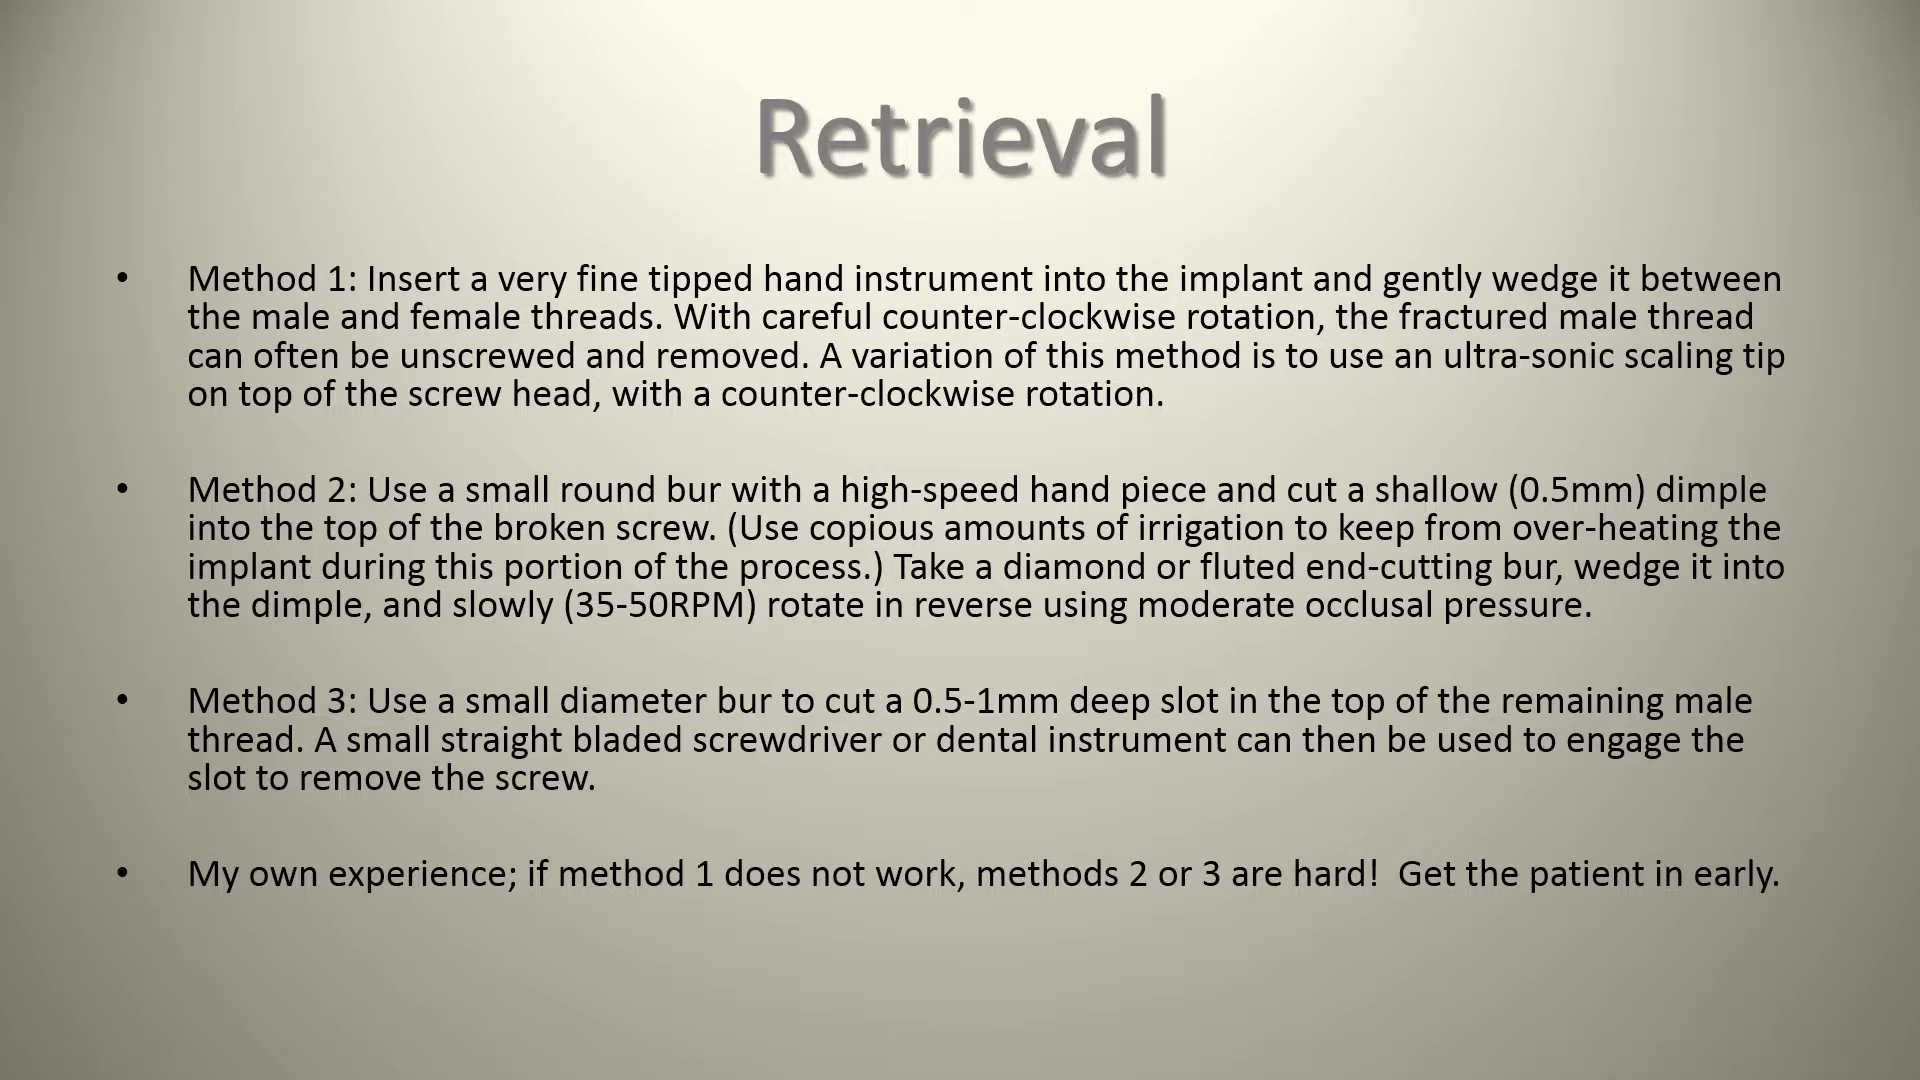 Retrieval
• Method 1: Insert a very fine tipped hand instrument into the implant and gently wedge it between
the male and female threads. With careful counter-clockwise rotation, the fractured male thread
can often be unscrewed and removed. A variation of this method is to use an ultra-sonic scaling tip
on top of the screw head, with a counter-clockwise rotation.
• Method 2: Use a small round bur with a high-speed hand piece and cut a shallow (0.5mm) dimple
into the top of the broken screw. (Use copious amounts of irrigation to keep from over-heating the
implant during this portion of the process.) Take a diamond or fluted end-cutting bur, wedge it into
the dimple, and slowly (35-50RPM) rotate in reverse using moderate occlusal pressure.
• Method 3: Use a small diameter bur to cut a 0.5-1mm deep slot in the top of the remaining male
thread. A small straight bladed screwdriver or dental instrument can then be used to engage the
slot to remove the screw.
• My own experience; if method 1 does not work, methods 2 or 3 are hard!  Get the patient in early.